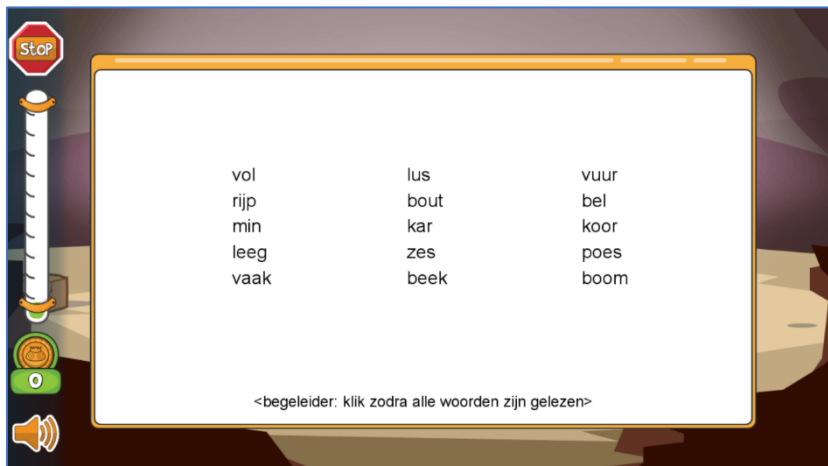 STOP
vol lus vuur
rijp bout bel
min kar koor
leeg zes poes
vaak beek boom
0
<begeleider: klik zodra alle woorden zijn gelezen>